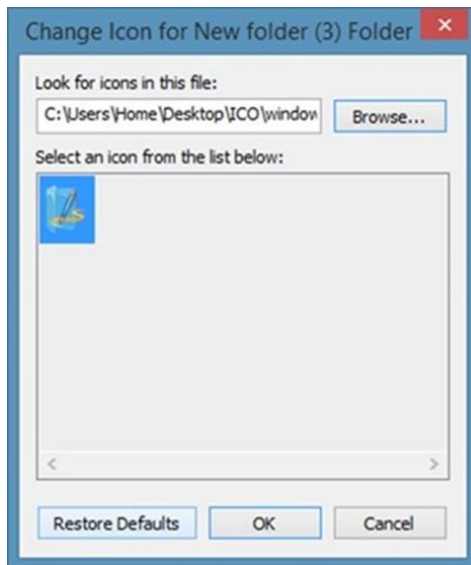 Change Icon for New folder (3) Folder
Look for icons in this file:
C:\Users\Home\Desktop\ICO\window
Browse...
Select an icon from the list below:
Restore Defaults OK Cancel